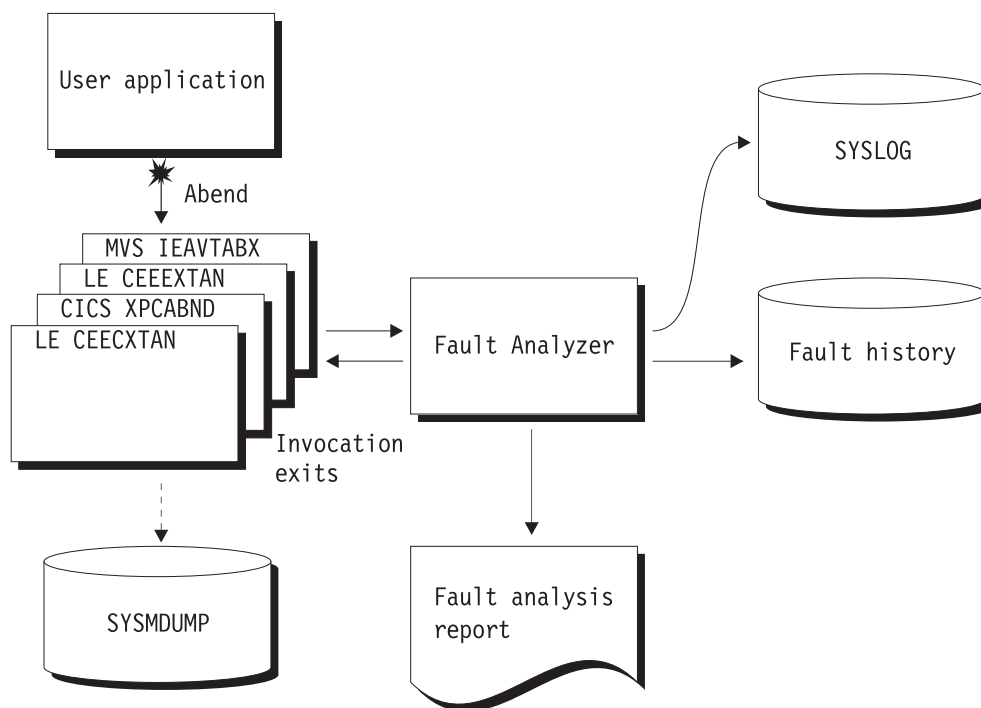 User application
Abend
MVS IEAVTABX
LE CEEEXTAN
CICS XPCABND
LE CEECXTAN
Invocation
exits
SYSMDUMP
Fault Analyzer
Fault analysis
report
SYSLOG
Fault history